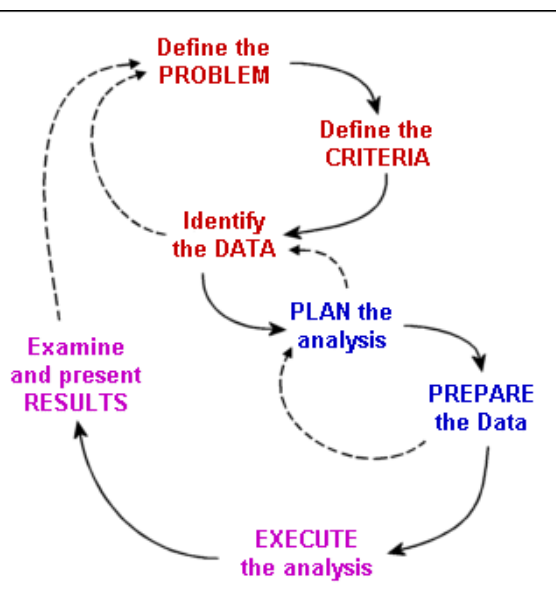 Define the
PROBLEM
Define the
CRITERIA
Identify
the DATA
PLAN the
analysis
PREPARE
the Data
EXECUTE
the analysis
Examine
and present
RESULTS